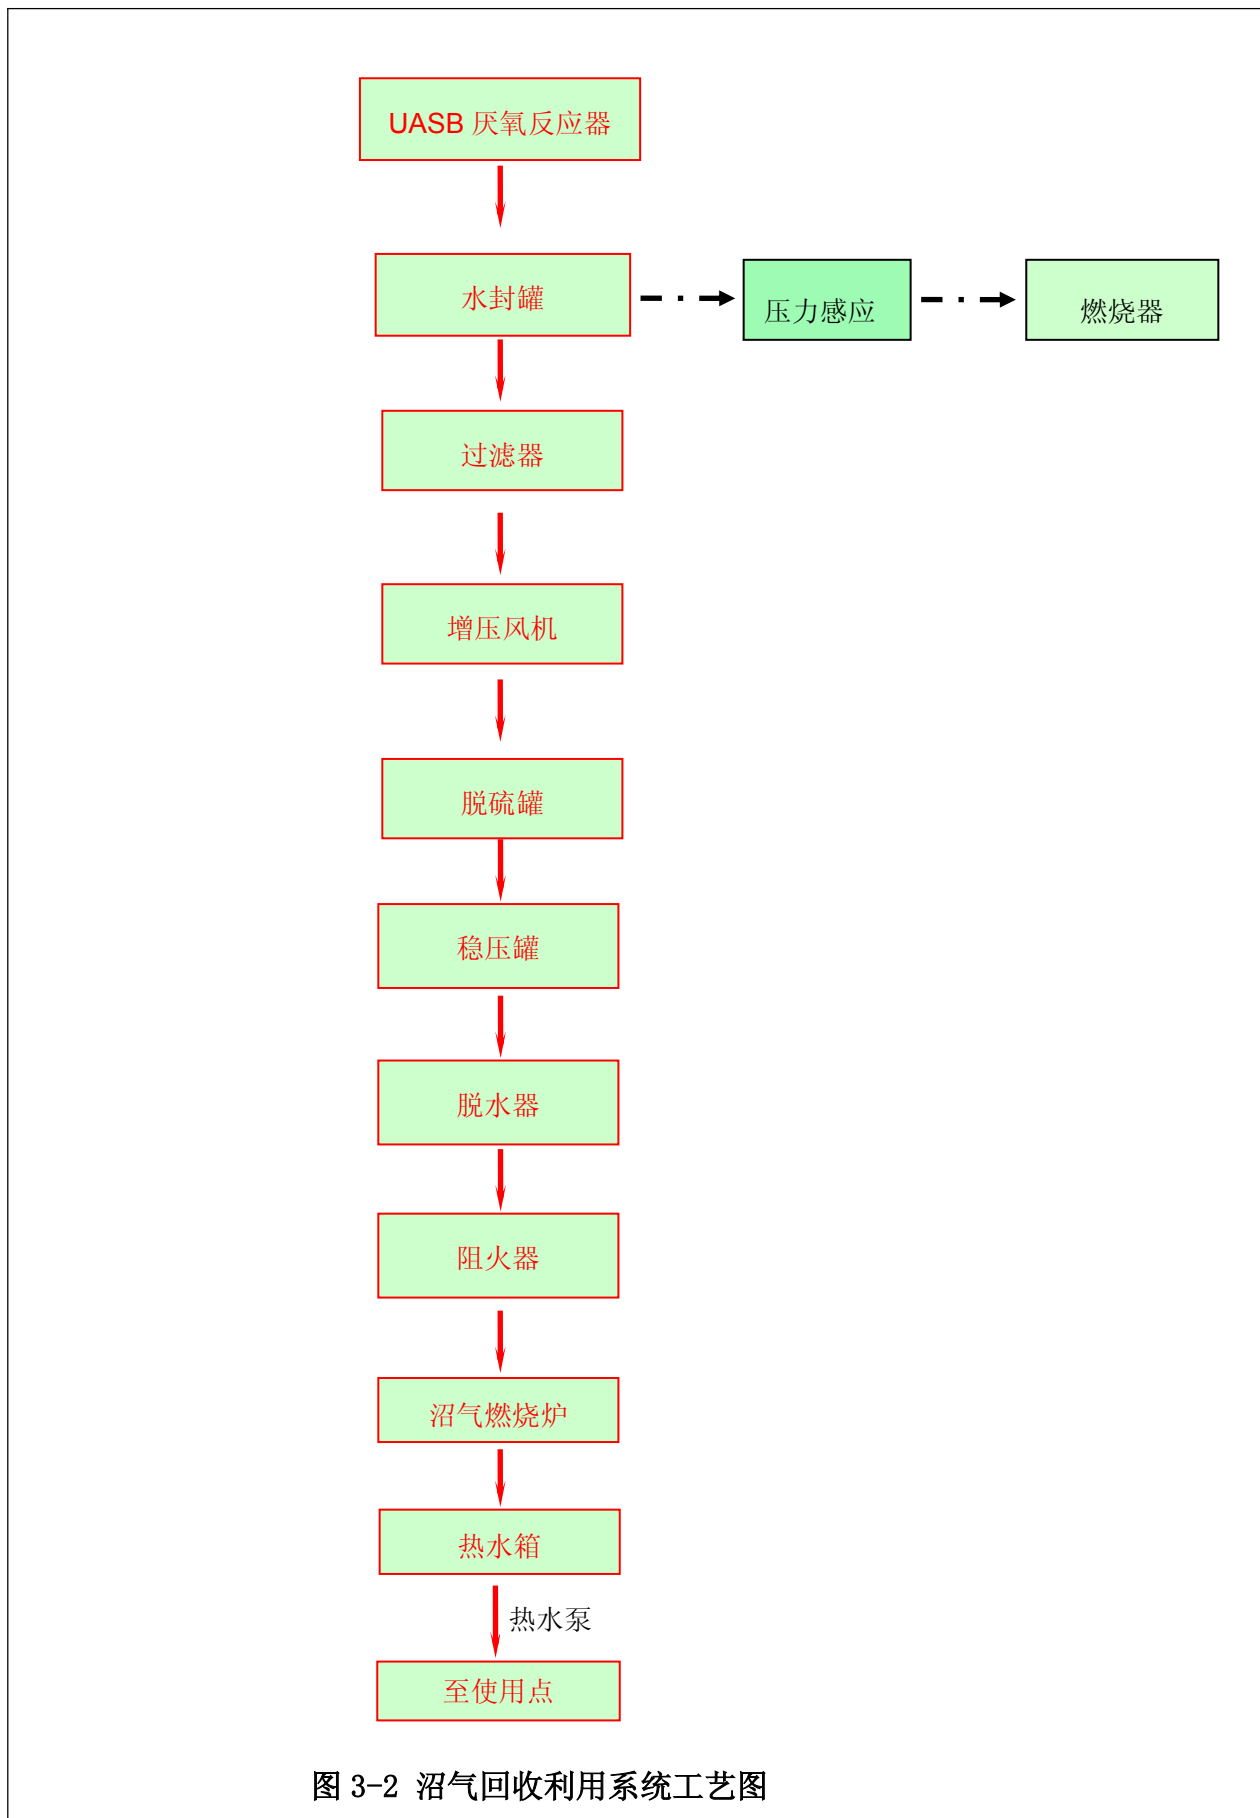 UASB 厌氧反应器
水封罐
压力感应
燃烧器
过滤器
增压风机
脱硫罐
稳压罐
脱水器
阻火器
沼气燃烧炉
热水箱
热水泵
至使用点
图 3-2 沼气回收利用系统工艺图